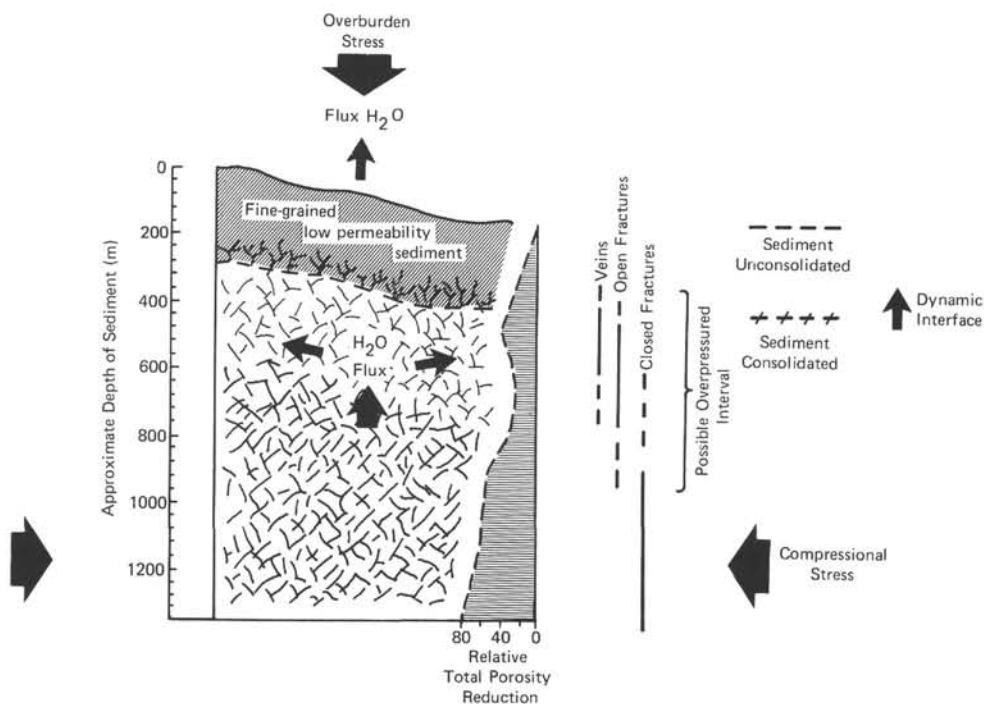 Overburden
Stress
Flux H₂O
0
200
400
600
800
1000
1200
Approximate Depth of Sediment (m)
Fine-grained
low permeability
sediment
H₂O
Flux
80 40 0
Relative
Total Porosity
Reduction
Veins
Open Fractures
Closed Fractures
Possible Overpressured
Interval
Sediment
Unconsolidated
Sediment
Consolidated
Dynamic
Interface
Compressional
Stress